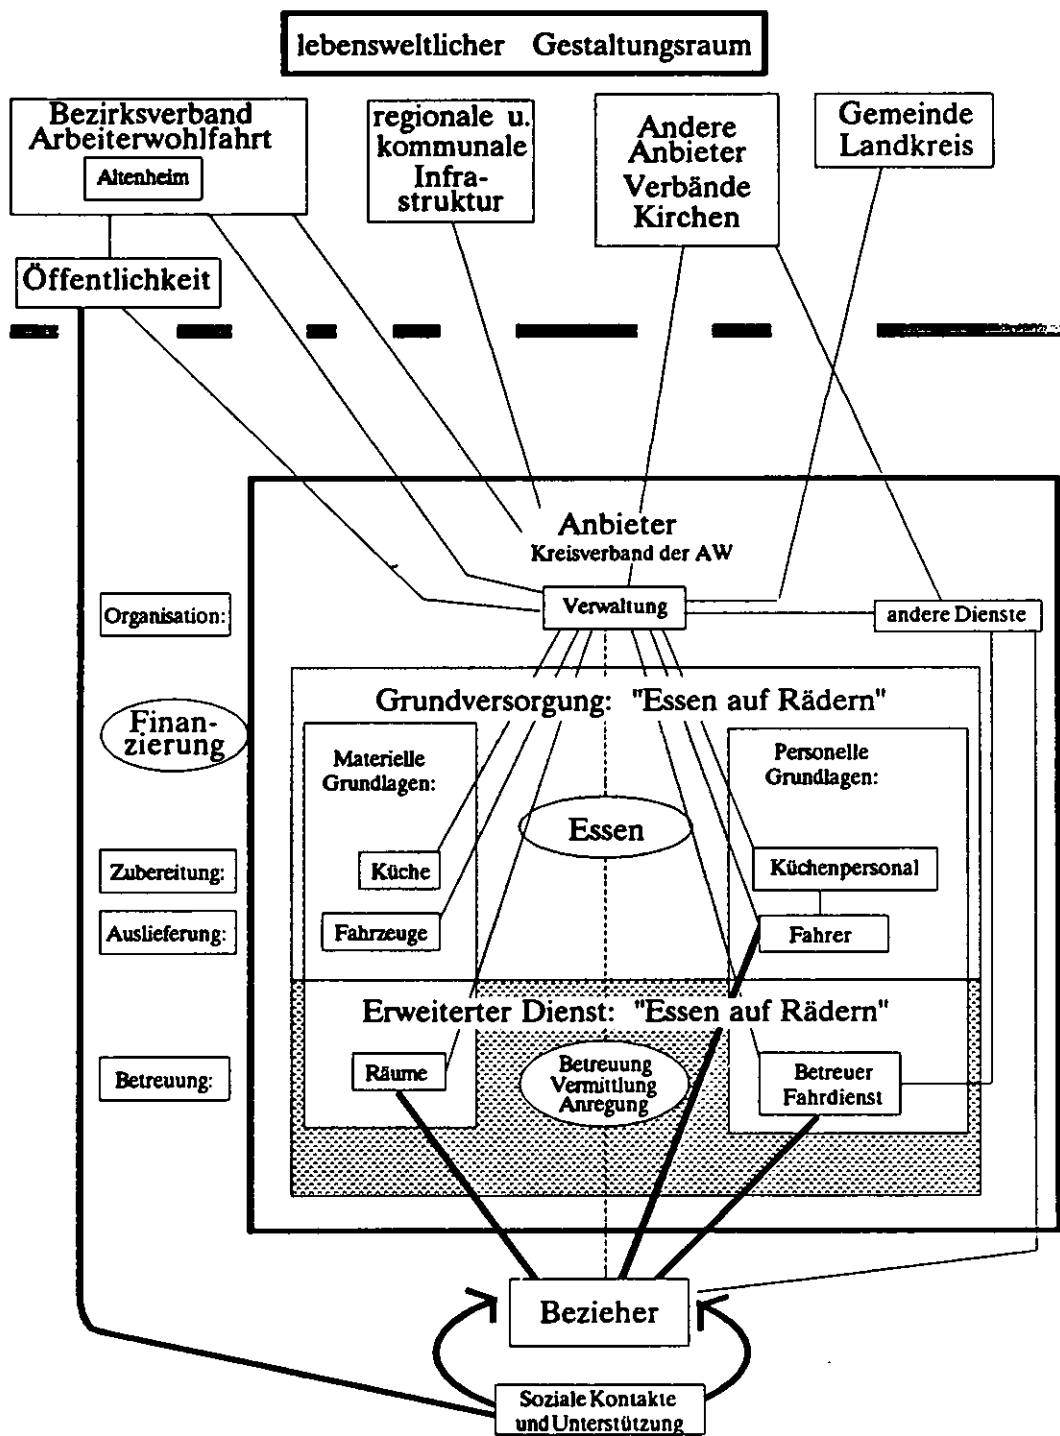 lebensweltlicher Gestaltungsraum
Bezirksverband
Arbeiterwohlfahrt
Altenheim
regionale u.
kommunale
Infra-
struktur
Andere
Anbieter
Verbände
Kirchen
Gemeinde
Landkreis
Öffentlichkeit
Anbieter
Kreisverband der AW
Organisation:
Verwaltung
andere Dienste
Grundversorgung: "Essen auf Rädern"
Finan-
zierung
Materielle
Grundlagen:
Personelle
Grundlagen:
Essen
Zubereitung:
Küche
Küchenpersonal
Auslieferung:
Fahrzeuge
Fahrer
Erweiterter Dienst: "Essen auf Rädern"
Betreuung:
Räume
Betreuung
Vermittlung
Anregung
Betreuer
Fahrdienst
Bezieher
Soziale Kontakte
und Unterstützung